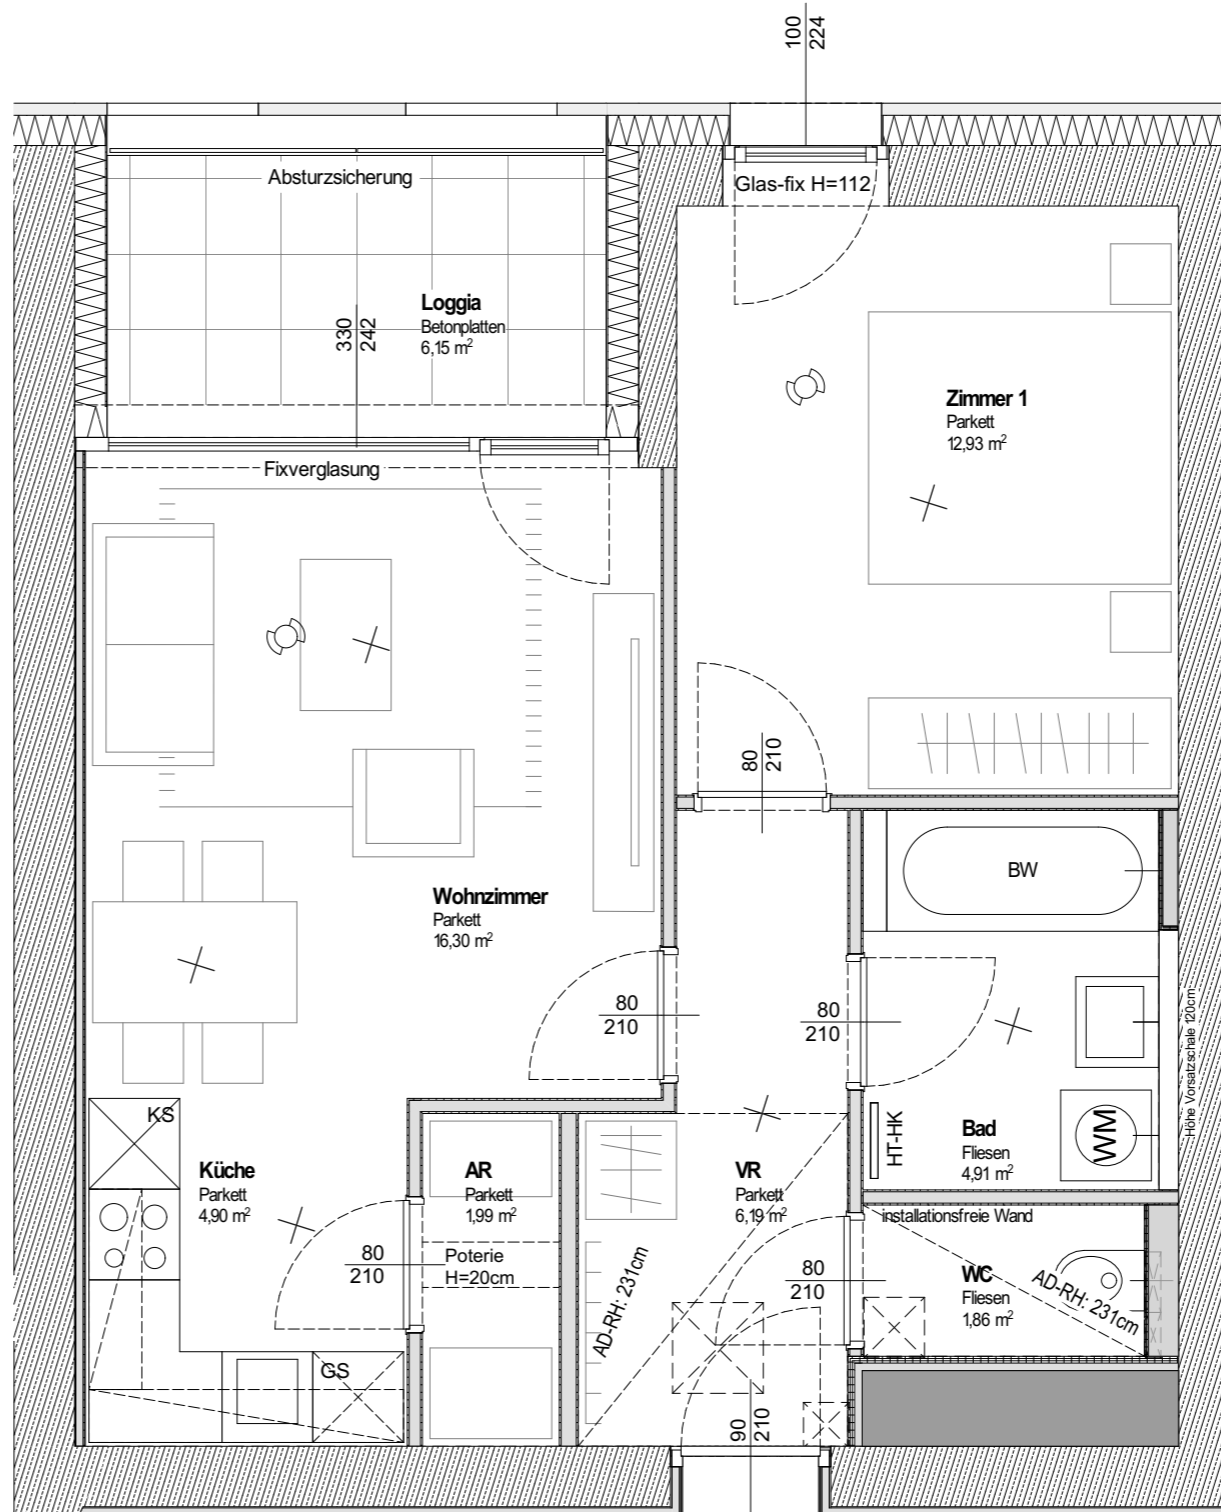 100
224
Absturzsicherung
Glas-fix H=112
Loggia
Betonplatten
6,15 m²
330
242
Zimmer 1
Parkett
12,93 m²
Fixverglasung
80
210
BW
Wohnzimmer
Parkett
16,30 m²
80
210
80
210
Höhe Vorsatzschale 120cm
KS
HT-HK
Bad
Fliesen
4,91 m²
WM
Küche
Parkett
4,90 m²
AR
Parkett
1,99 m²
VR
Parkett
6,19 m²
installationsfreie Wand
80
210
Poterie
H=20cm
AD-RH: 231cm
80
210
WC
Fliesen
1,86 m²
AD-RH: 231cm
GS
90
210